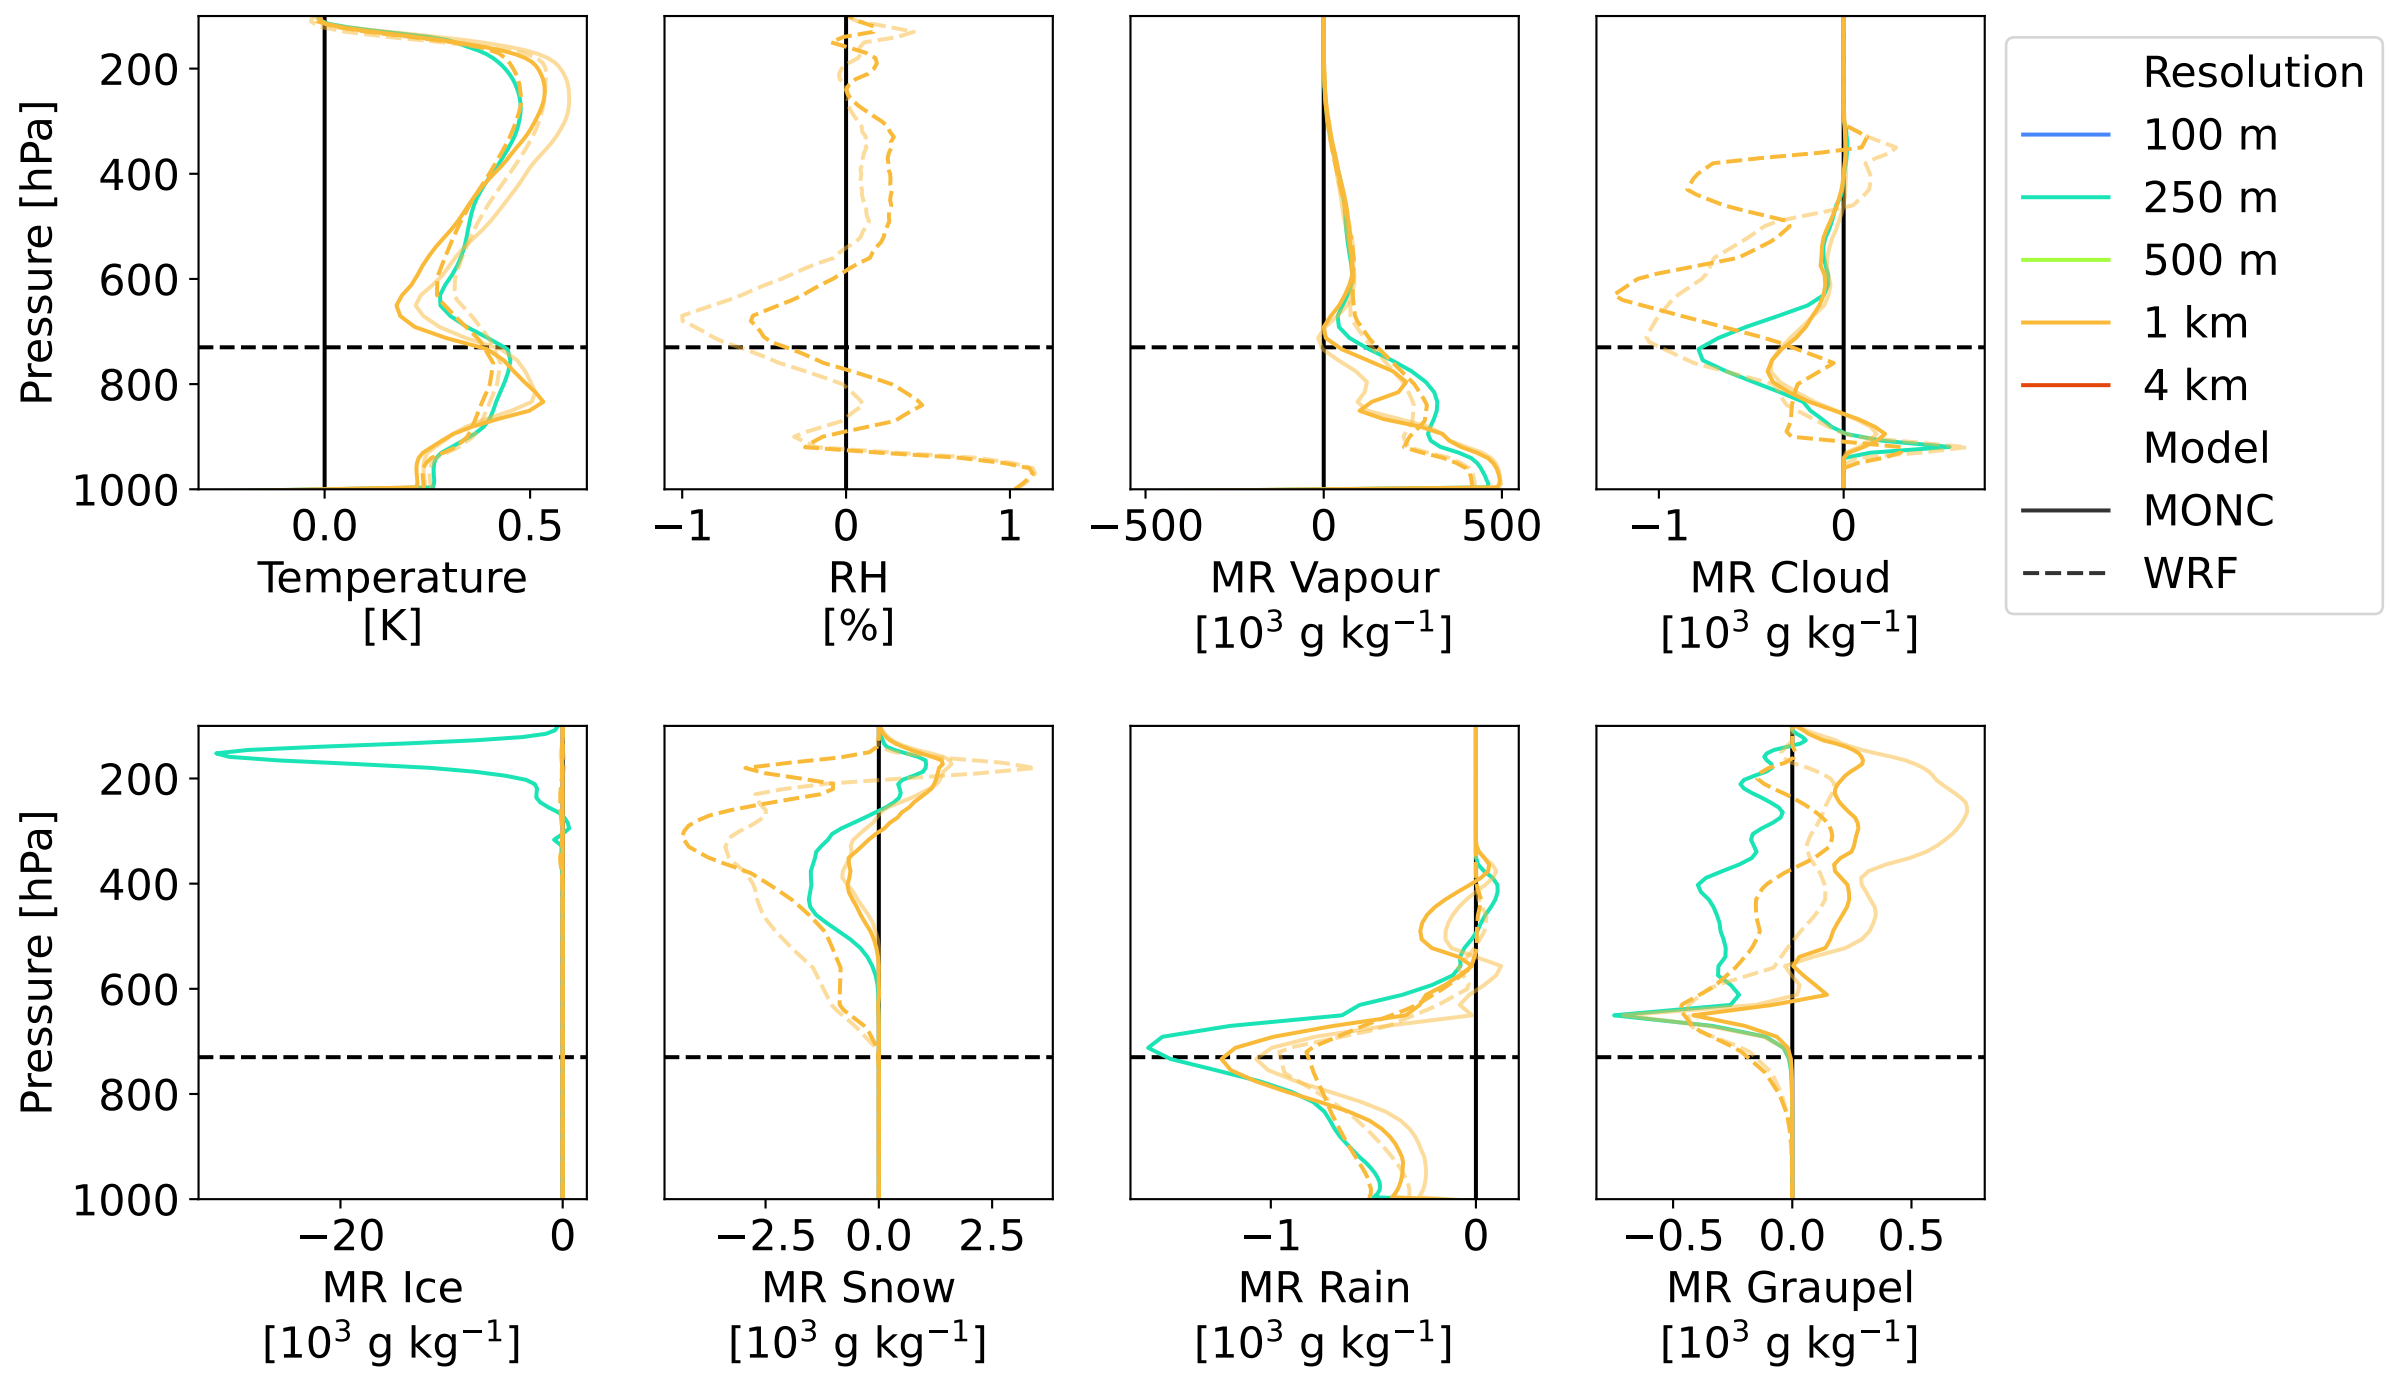 Pressure [hPa]
200
400
600
800
1000
0.0 0.5
Temperature
[K]
−1 0 1
RH
[%]
−500 0 500
MR Vapour
[10³ g kg⁻¹]
−1 0
MR Cloud
[10³ g kg⁻¹]
Resolution
100 m
250 m
500 m
1 km
4 km
Model
MONC
WRF
Pressure [hPa]
200
400
600
800
1000
−20 0
MR Ice
[10³ g kg⁻¹]
−2.5 0.0 2.5
MR Snow
[10³ g kg⁻¹]
−1 0
MR Rain
[10³ g kg⁻¹]
−0.5 0.0 0.5
MR Graupel
[10³ g kg⁻¹]